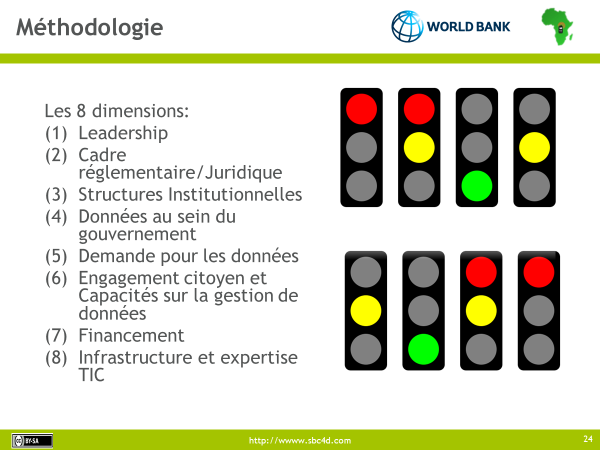 Méthodologie
WORLD BANK
Les 8 dimensions:
(1) Leadership
(2) Cadre
réglementaire/Juridique
(3) Structures Institutionnelles
(4) Données au sein du
gouvernement
(5) Demande pour les données
(6) Engagement citoyen et
Capacités sur la gestion de
données
(7) Financement
(8) Infrastructure et expertise
TIC
BY-SA
http://wwww.sbc4d.com
24